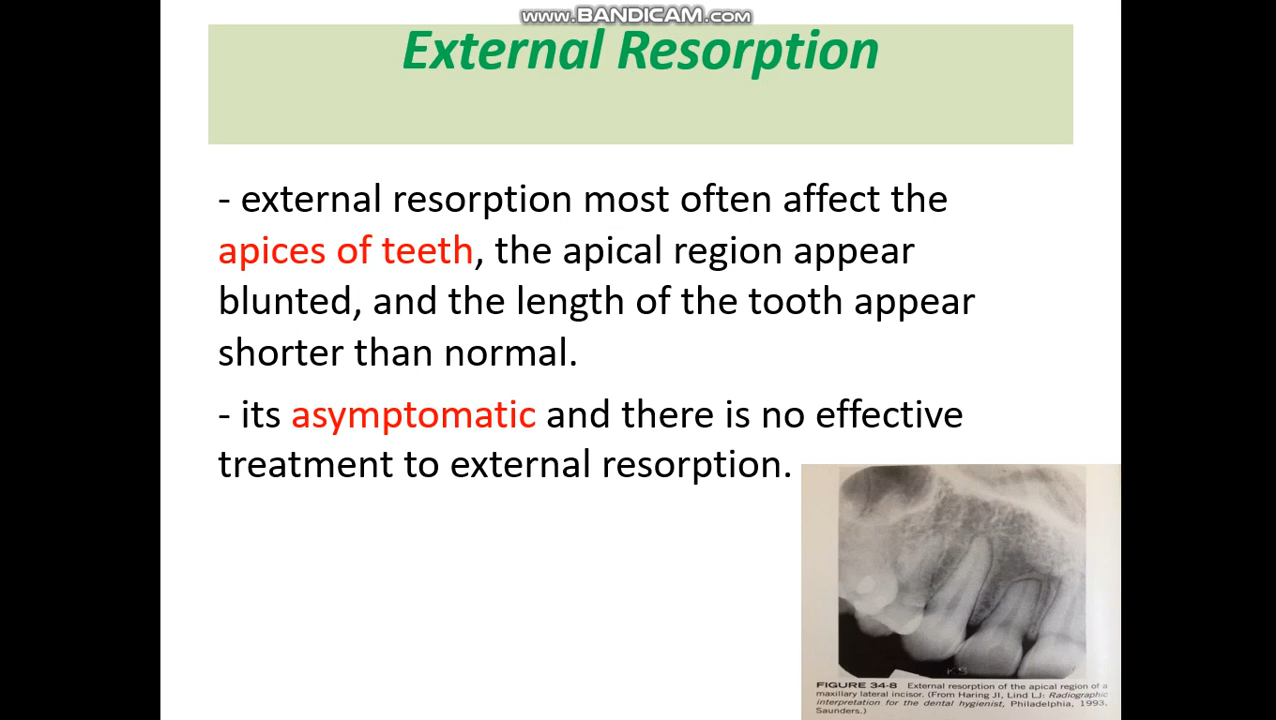 www.BANDICAM.com
External Resorption
- external resorption most often affect the
apices of teeth, the apical region appear
blunted, and the length of the tooth appear
shorter than normal.
- its asymptomatic and there is no effective
treatment to external resorption.
K S
FIGURE 34-8 External resorption of the apical region of a
maxillary lateral incisor. (From Haring JI, Lind LJ: Radiographic
interpretation for the dental hygienist, Philadelphia, 1993,
Saunders.)